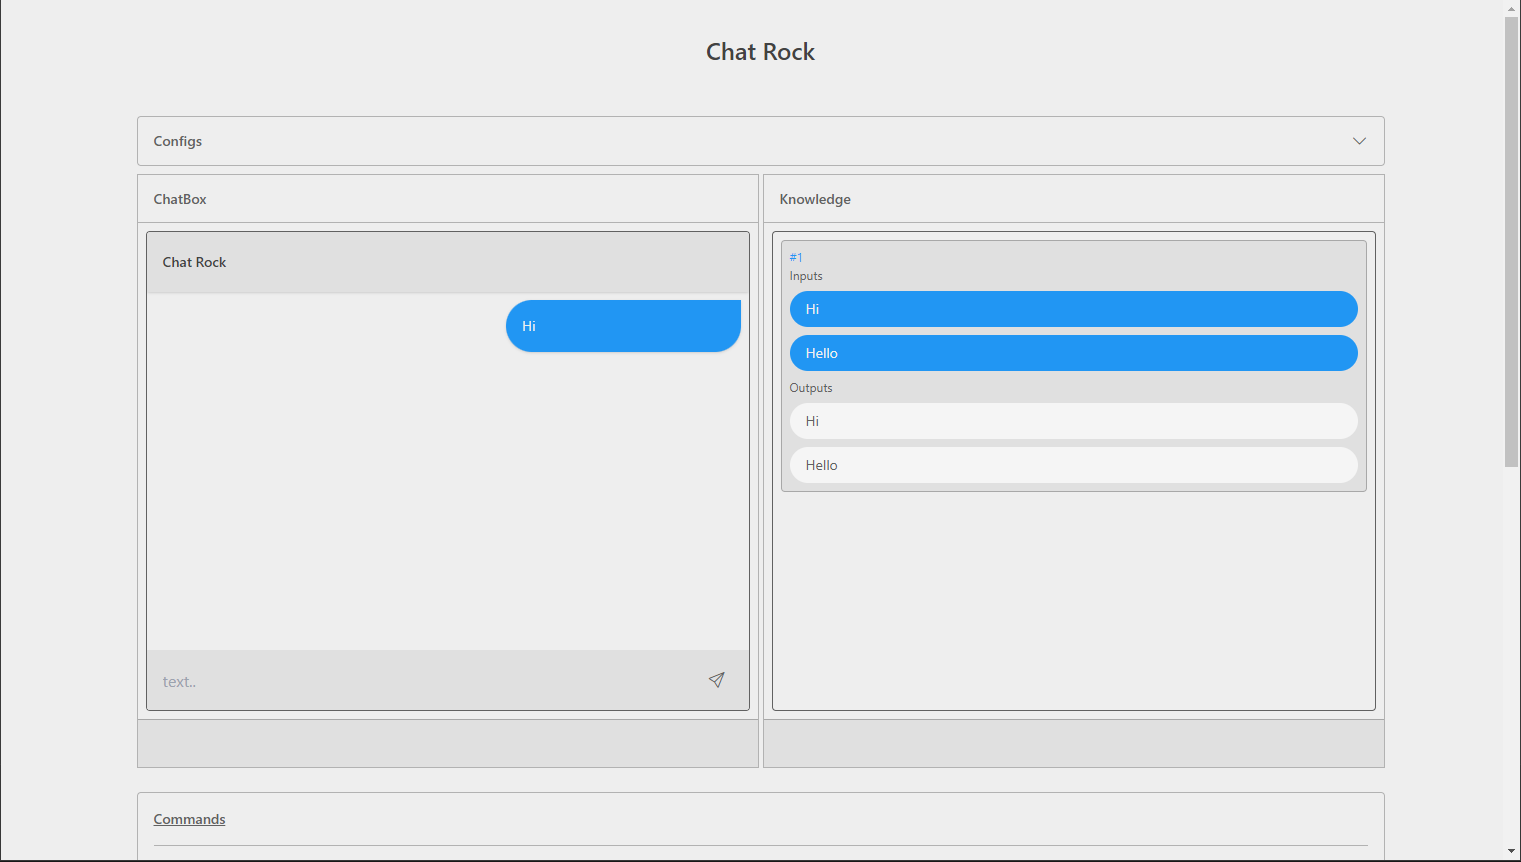 Chat Rock
Configs
ChatBox
Chat Rock
Hi
text..
Knowledge
#1
Inputs
Hi
Hello
Outputs
Hi
Hello
Commands